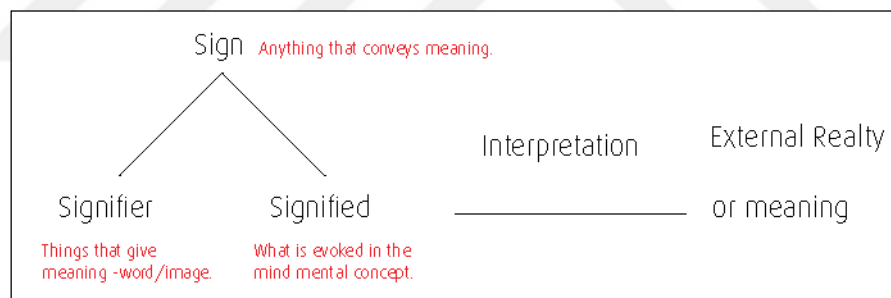 Sign Anything that conveys meaning.
Interpretation
External Realty
or meaning
Signifier
Signified
Things that give
meaning -word/image.
What is evoked in the
mind mental concept.